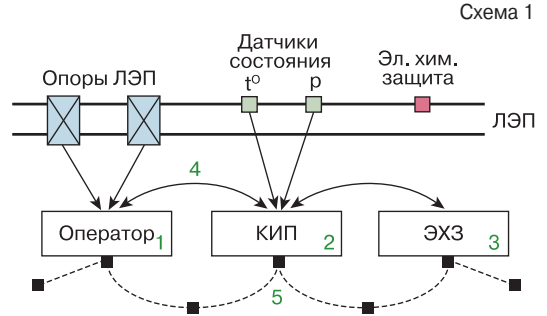 Схема 1
Датчики
состояния
Опоры ЛЭП
tº
p
Эл. хим.
защита
ЛЭП
4
Оператор 1
КИП 2
ЭХЗ 3
5